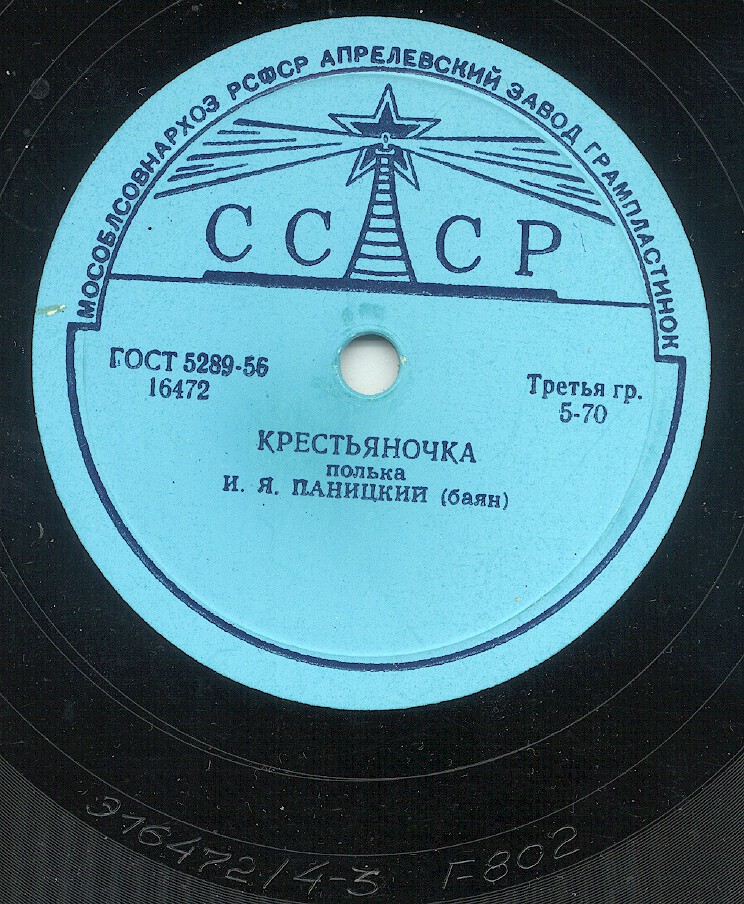 МОСОБЛСОВНАРХОЗ РСФСР АПРЕЛЕВСКИЙ ЗАВОД ГРАМПЛАСТИНОК
СССР
ГОСТ 5289-56
16472
Третья гр.
5-70
КРЕСТЬЯНОЧКА
полька
И. Я. ПАНИЦКИЙ (баян)
316472/4-3 F802